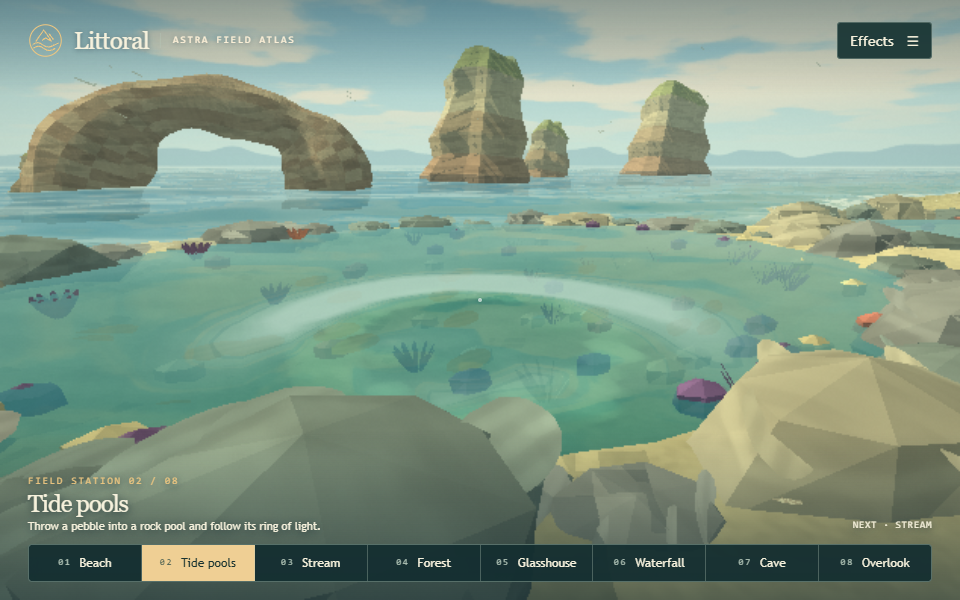 Littoral
ASTRA FIELD ATLAS
Effects
FIELD STATION 02 / 08
Tide pools
Throw a pebble into a rock pool and follow its ring of light.
NEXT · STREAM
01 Beach
02 Tide pools
03 Stream
04 Forest
05 Glasshouse
06 Waterfall
07 Cave
08 Overlook